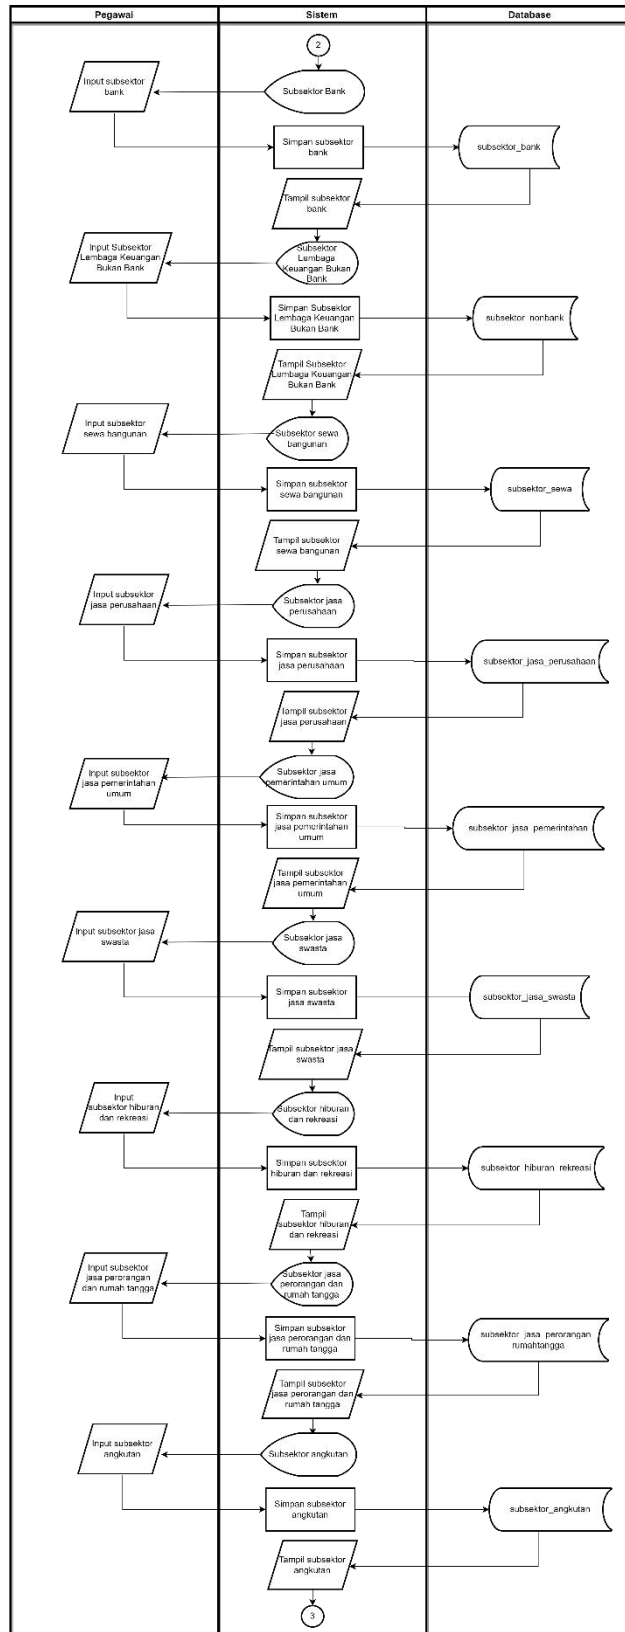 Pegawai
Sistem
Database
2
Input subsektor
bank
Subsektor Bank
Simpan subsektor
bank
subsektor_bank
Tampil subsektor
bank
Input Subsektor
Lembaga Keuangan
Bukan Bank
Subsektor
Lembaga
Keuangan Bukan
Bank
Simpan Subsektor
Lembaga Keuangan
Bukan Bank
subsektor_nonbank
Tampil Subsektor
Lembaga Keuangan
Bukan Bank
Input subsektor
sewa bangunan
Subsektor sewa
bangunan
Simpan subsektor
sewa bangunan
subsektor_sewa
Tampil subsektor
sewa bangunan
Input subsektor
jasa perusahaan
Subsektor jasa
perusahaan
Simpan subsektor
jasa perusahaan
subsektor_jasa_perusahaan
Tampil subsektor
jasa perusahaan
Input subsektor
jasa pemerintahan
umum
Subsektor jasa
pemerintahan umum
Simpan subsektor
jasa pemerintahan
umum
subsektor_jasa_pemerintahan
Tampil subsektor
jasa pemerintahan
umum
Input subsektor jasa
swasta
Subsektor jasa
swasta
Simpan subsektor
jasa swasta
subsektor_jasa_swasta
Tampil subsektor jasa
swasta
Input
subsektor hiburan
dan rekreasi
Subsektor hiburan
dan rekreasi
Simpan subsektor
hiburan dan rekreasi
subsektor_hiburan_rekreasi
Tampil
subsektor hiburan
dan rekreasi
Input subsektor
jasa perorangan
dan rumah tangga
Subsektor jasa
perorangan dan
rumah tangga
Simpan subsektor
jasa perorangan dan
rumah tangga
subsektor_jasa_perorangan
rumahtangga
Tampil subsektor
jasa perorangan dan
rumah tangga
Input subsektor
angkutan
Subsektor angkutan
Simpan subsektor
angkutan
subsektor_angkutan
Tampil subsektor
angkutan
3